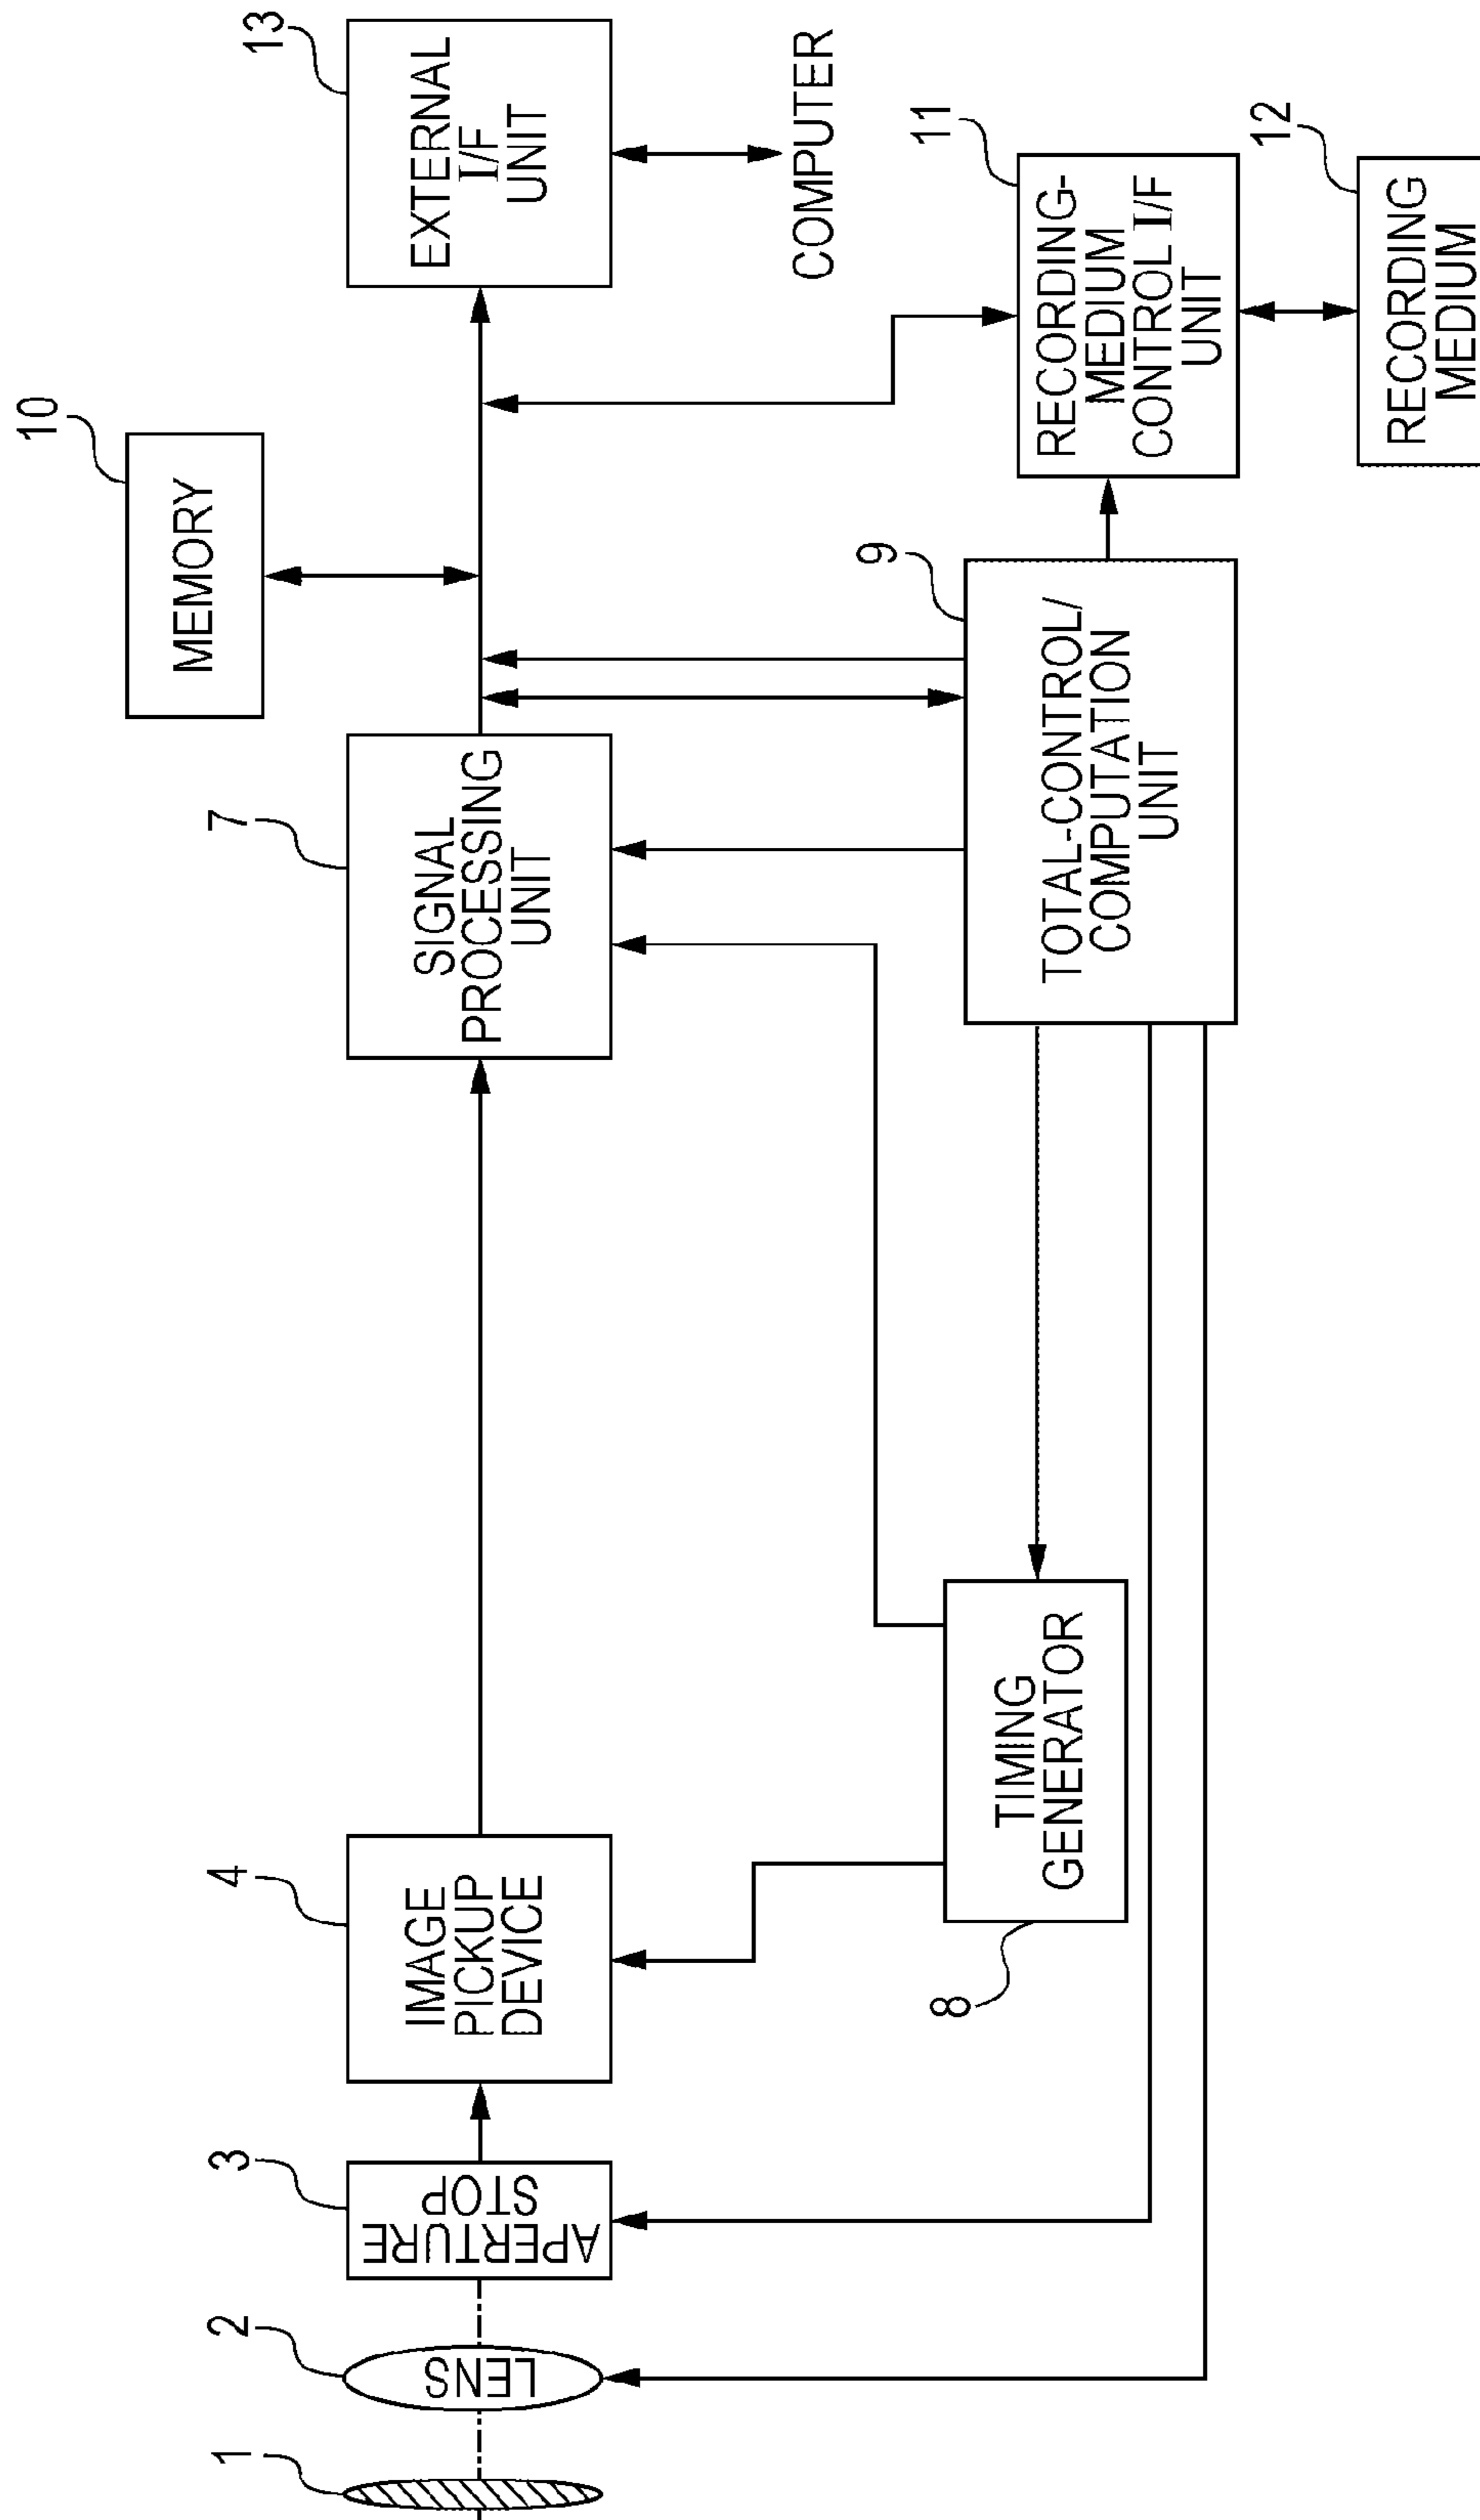 1
2
LENS
3
APERTURE
STOP
4
IMAGE
PICKUP
DEVICE
7
SIGNAL
PROCESSING
UNIT
10
MEMORY
13
EXTERNAL
I/F
UNIT
COMPUTER
8
TIMING
GENERATOR
9
TOTAL-CONTROL/
COMPUTATION
UNIT
11
RECORDING-
MEDIUM
CONTROL I/F
UNIT
12
RECORDING
MEDIUM